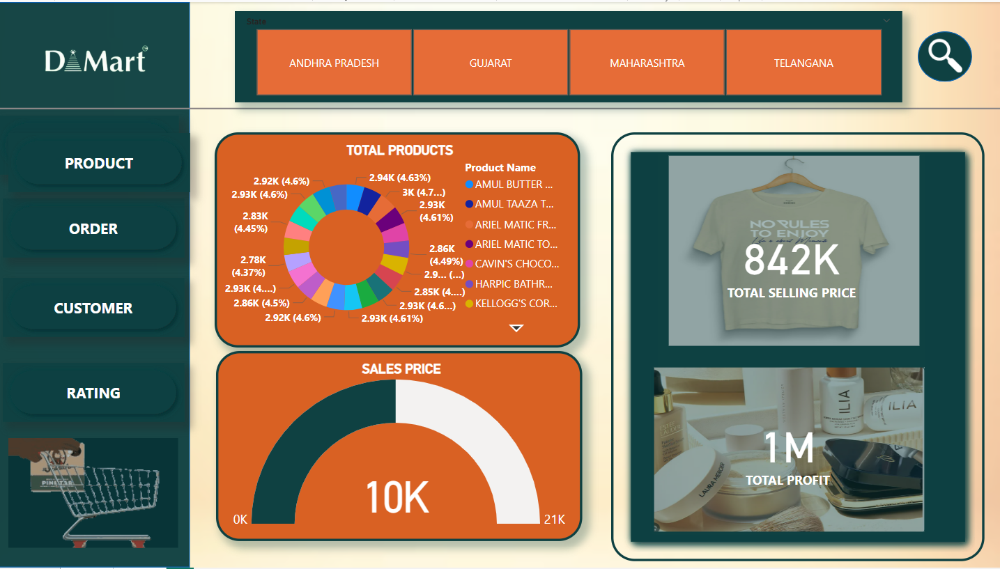 State
D Mart
TM
ANDHRA PRADESH
GUJARAT
MAHARASHTRA
TELANGANA
PRODUCT
ORDER
CUSTOMER
RATING
TOTAL PRODUCTS
2.92K (4.6%)
2.93K (4.6%)
2.83K
(4.45%)
2.78K
(4.37%)
2.93K (4....)
2.86K (4.5%)
2.92K (4.6%)
2.94K (4.63%)
3K (4.7...)
2.93K
(4.61%)
2.86K
(4.49%)
2.9... (...)
2.85K (4....)
2.93K (4.6...)
2.93K (4.61%)
Product Name
AMUL BUTTER ...
AMUL TAAZA T...
ARIEL MATIC FR...
ARIEL MATIC TO...
CAVIN'S CHOCO...
HARPIC BATHR...
KELLOGG'S COR...
SALES PRICE
10K
0K
21K
NO RULES
TO ENJOY
842K
TOTAL SELLING PRICE
ILIA
ILIA
LAURA MERCIER
1M
TOTAL PROFIT